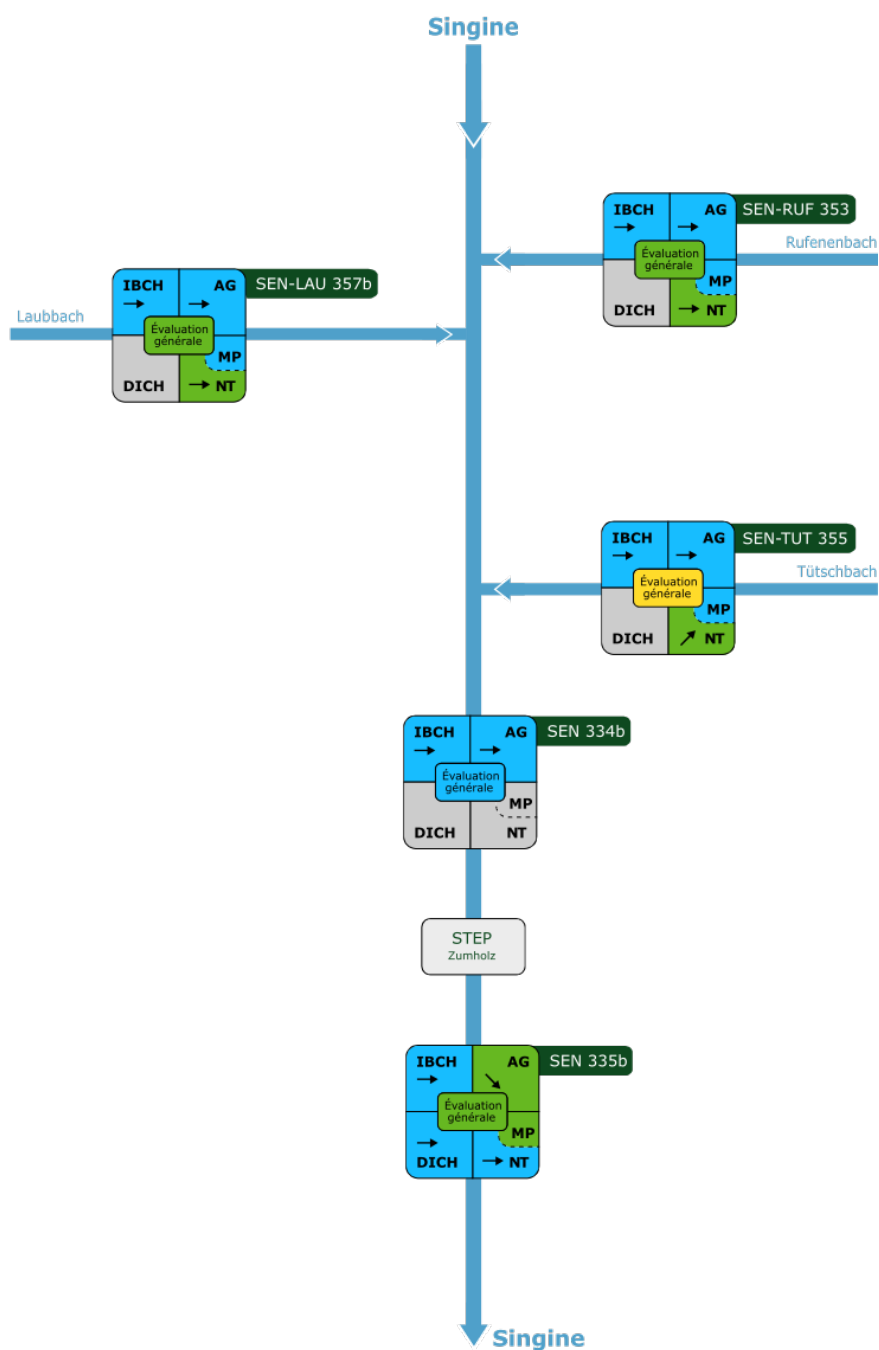 Singine
IBCH AG SEN-RUF 353
Rufenenbach
Évaluation
générale
MP
DICH NT
IBCH AG SEN-LAU 357b
Laubbach
Évaluation
générale
MP
DICH NT
IBCH AG SEN-TUT 355
Tütschbach
Évaluation
générale
MP
DICH NT
IBCH AG SEN 334b
Évaluation
générale
MP
DICH NT
STEP
Zumholz
IBCH AG SEN 335b
Évaluation
générale
MP
DICH NT
Singine